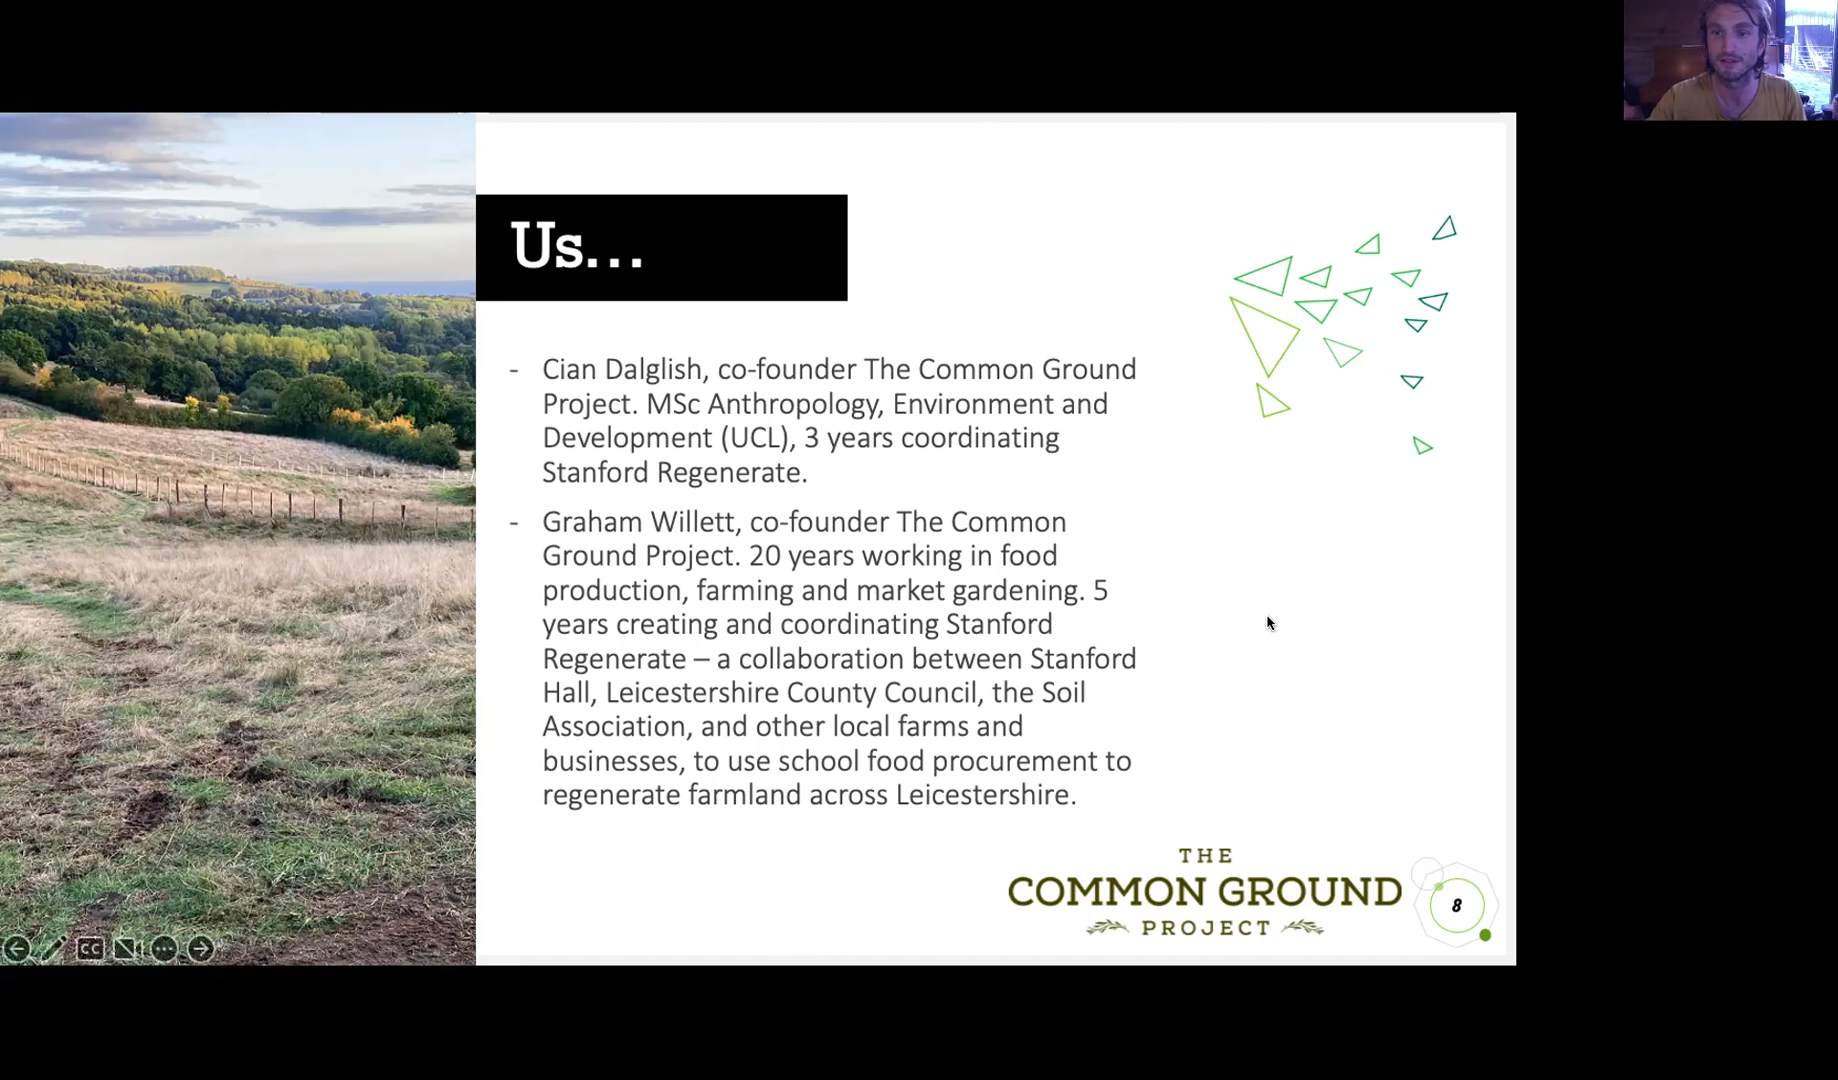 Us...
- Cian Dalglish, co-founder The Common Ground
Project. MSc Anthropology, Environment and
Development (UCL), 3 years coordinating
Stanford Regenerate.
- Graham Willett, co-founder The Common
Ground Project. 20 years working in food
production, farming and market gardening. 5
years creating and coordinating Stanford
Regenerate – a collaboration between Stanford
Hall, Leicestershire County Council, the Soil
Association, and other local farms and
businesses, to use school food procurement to
regenerate farmland across Leicestershire.
THE
COMMON GROUND
PROJECT
8
CC